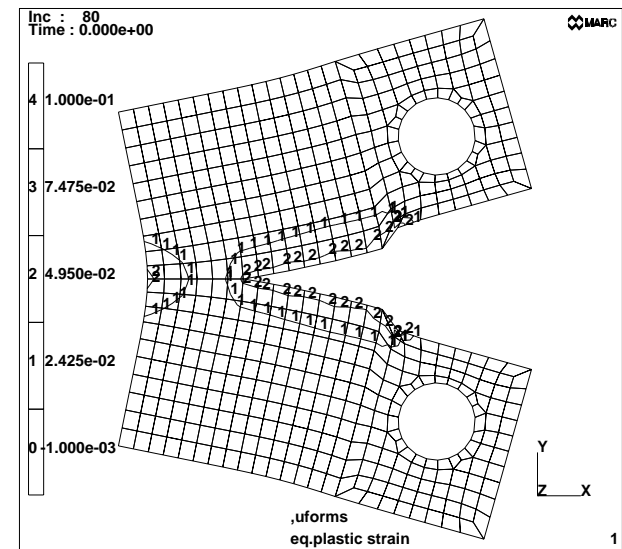 Inc : 80
Time : 0.000e+00
MARC
4 1.000e-01
3 7.475e-02
2 4.950e-02
1 2.425e-02
0 -1.000e-03
Y
Z X
,uforms
eq.plastic strain 1